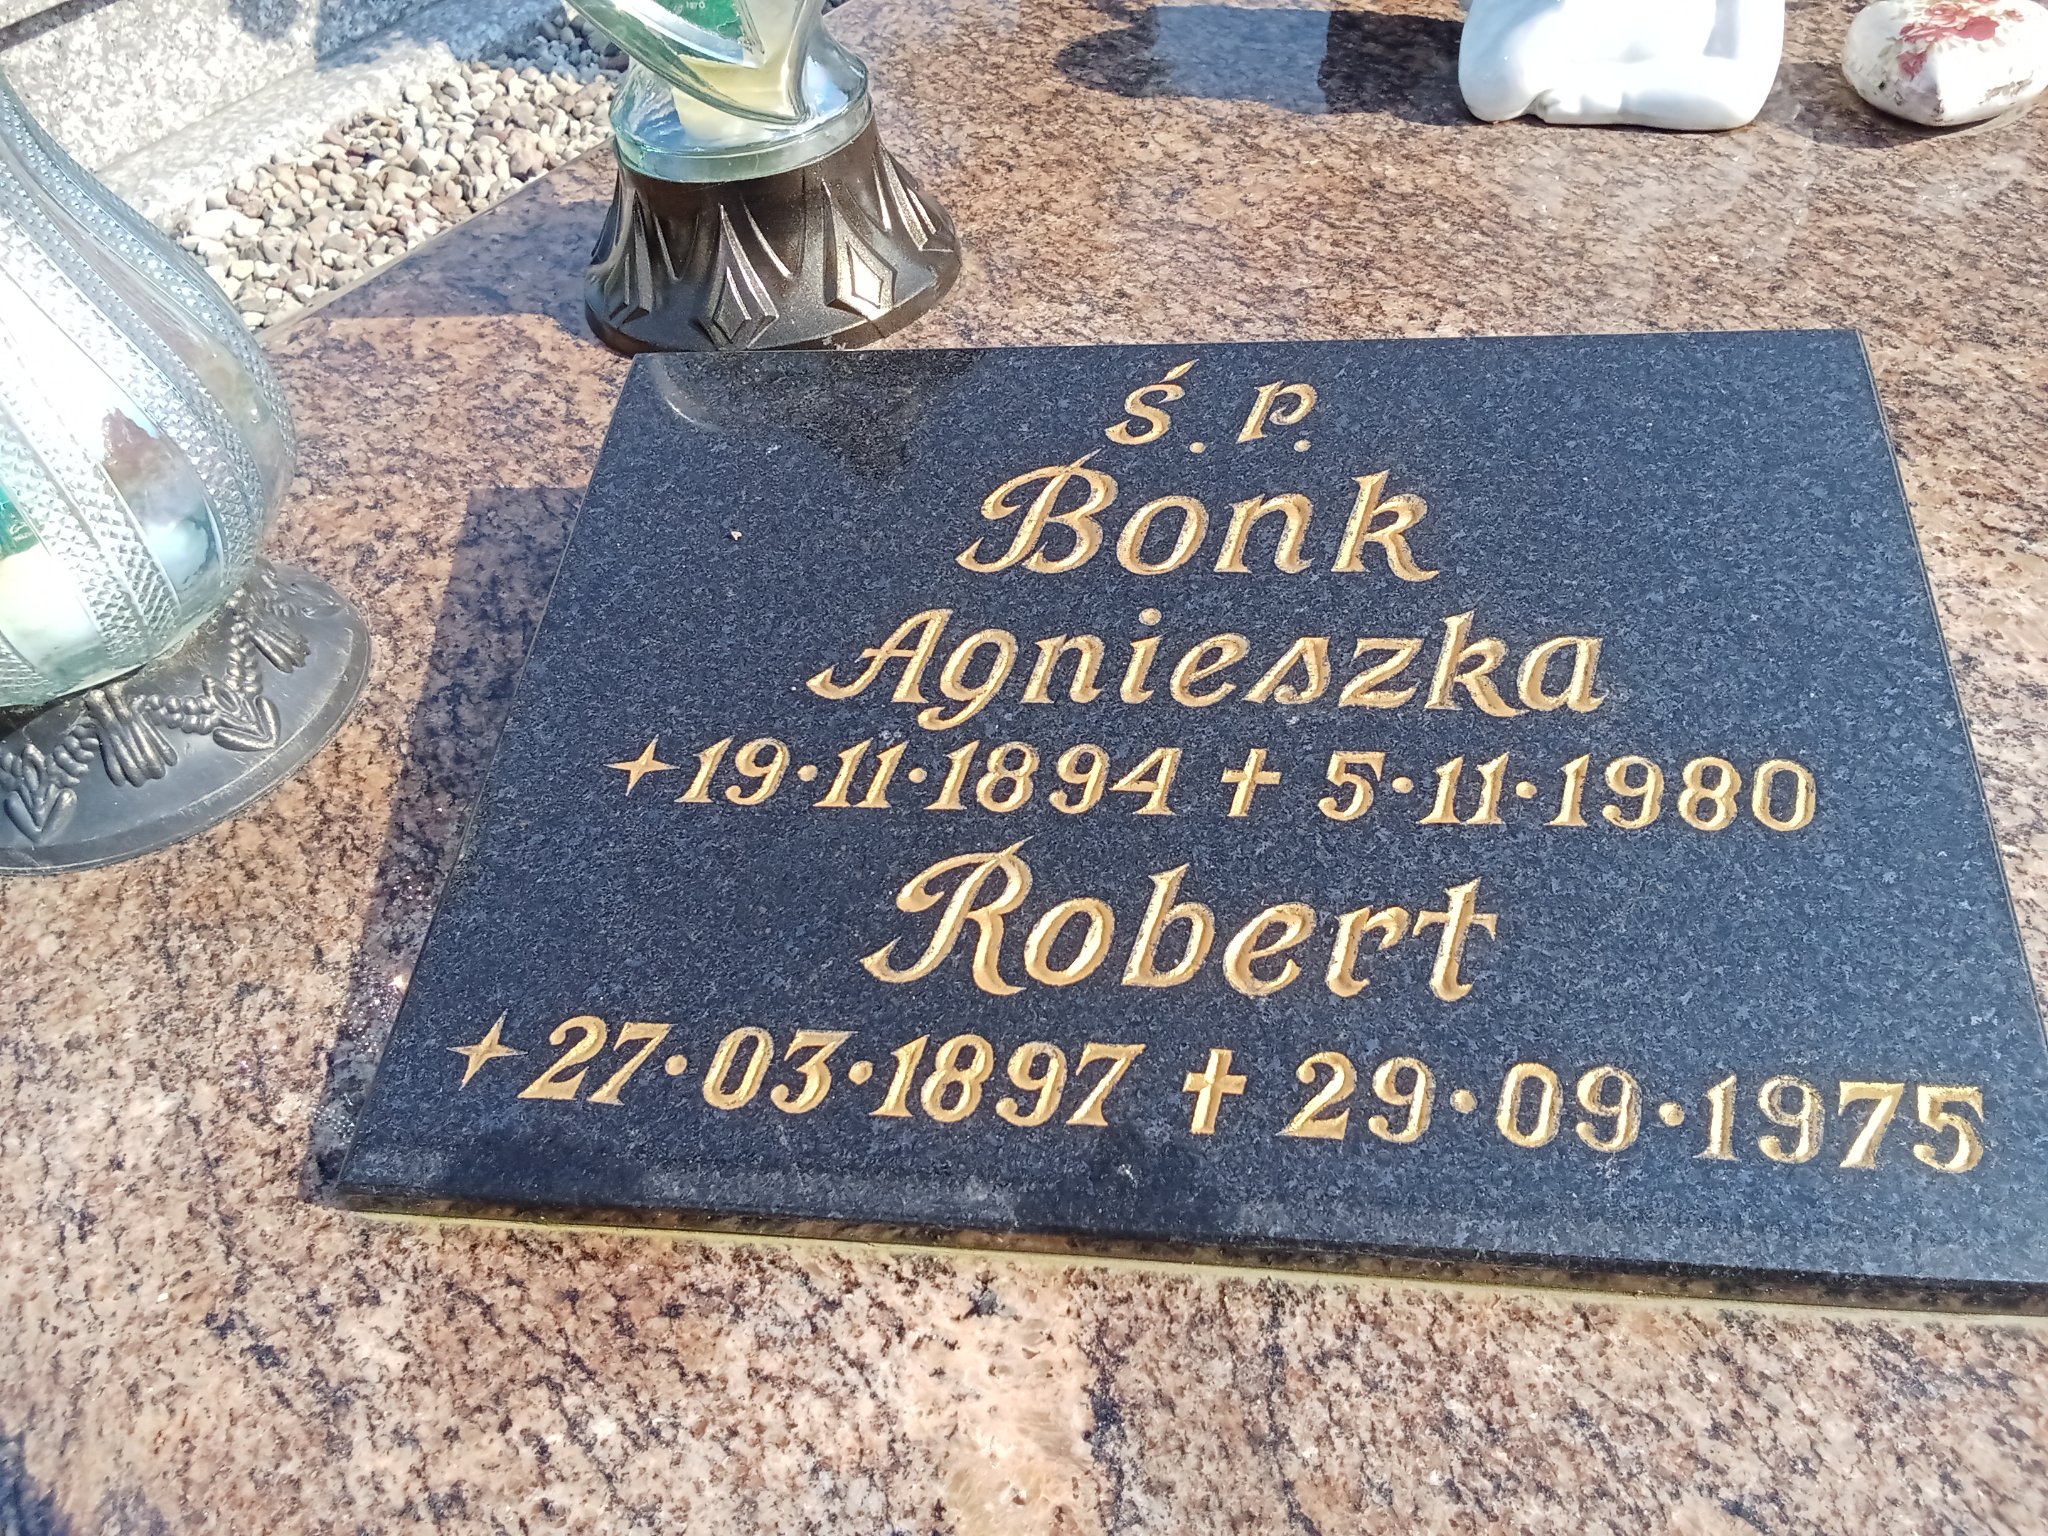 ś. p.
Bonk
Agnieszka
19.11.1894 † 5.11.1980
Robert
27.03.1897 † 29.09.1975